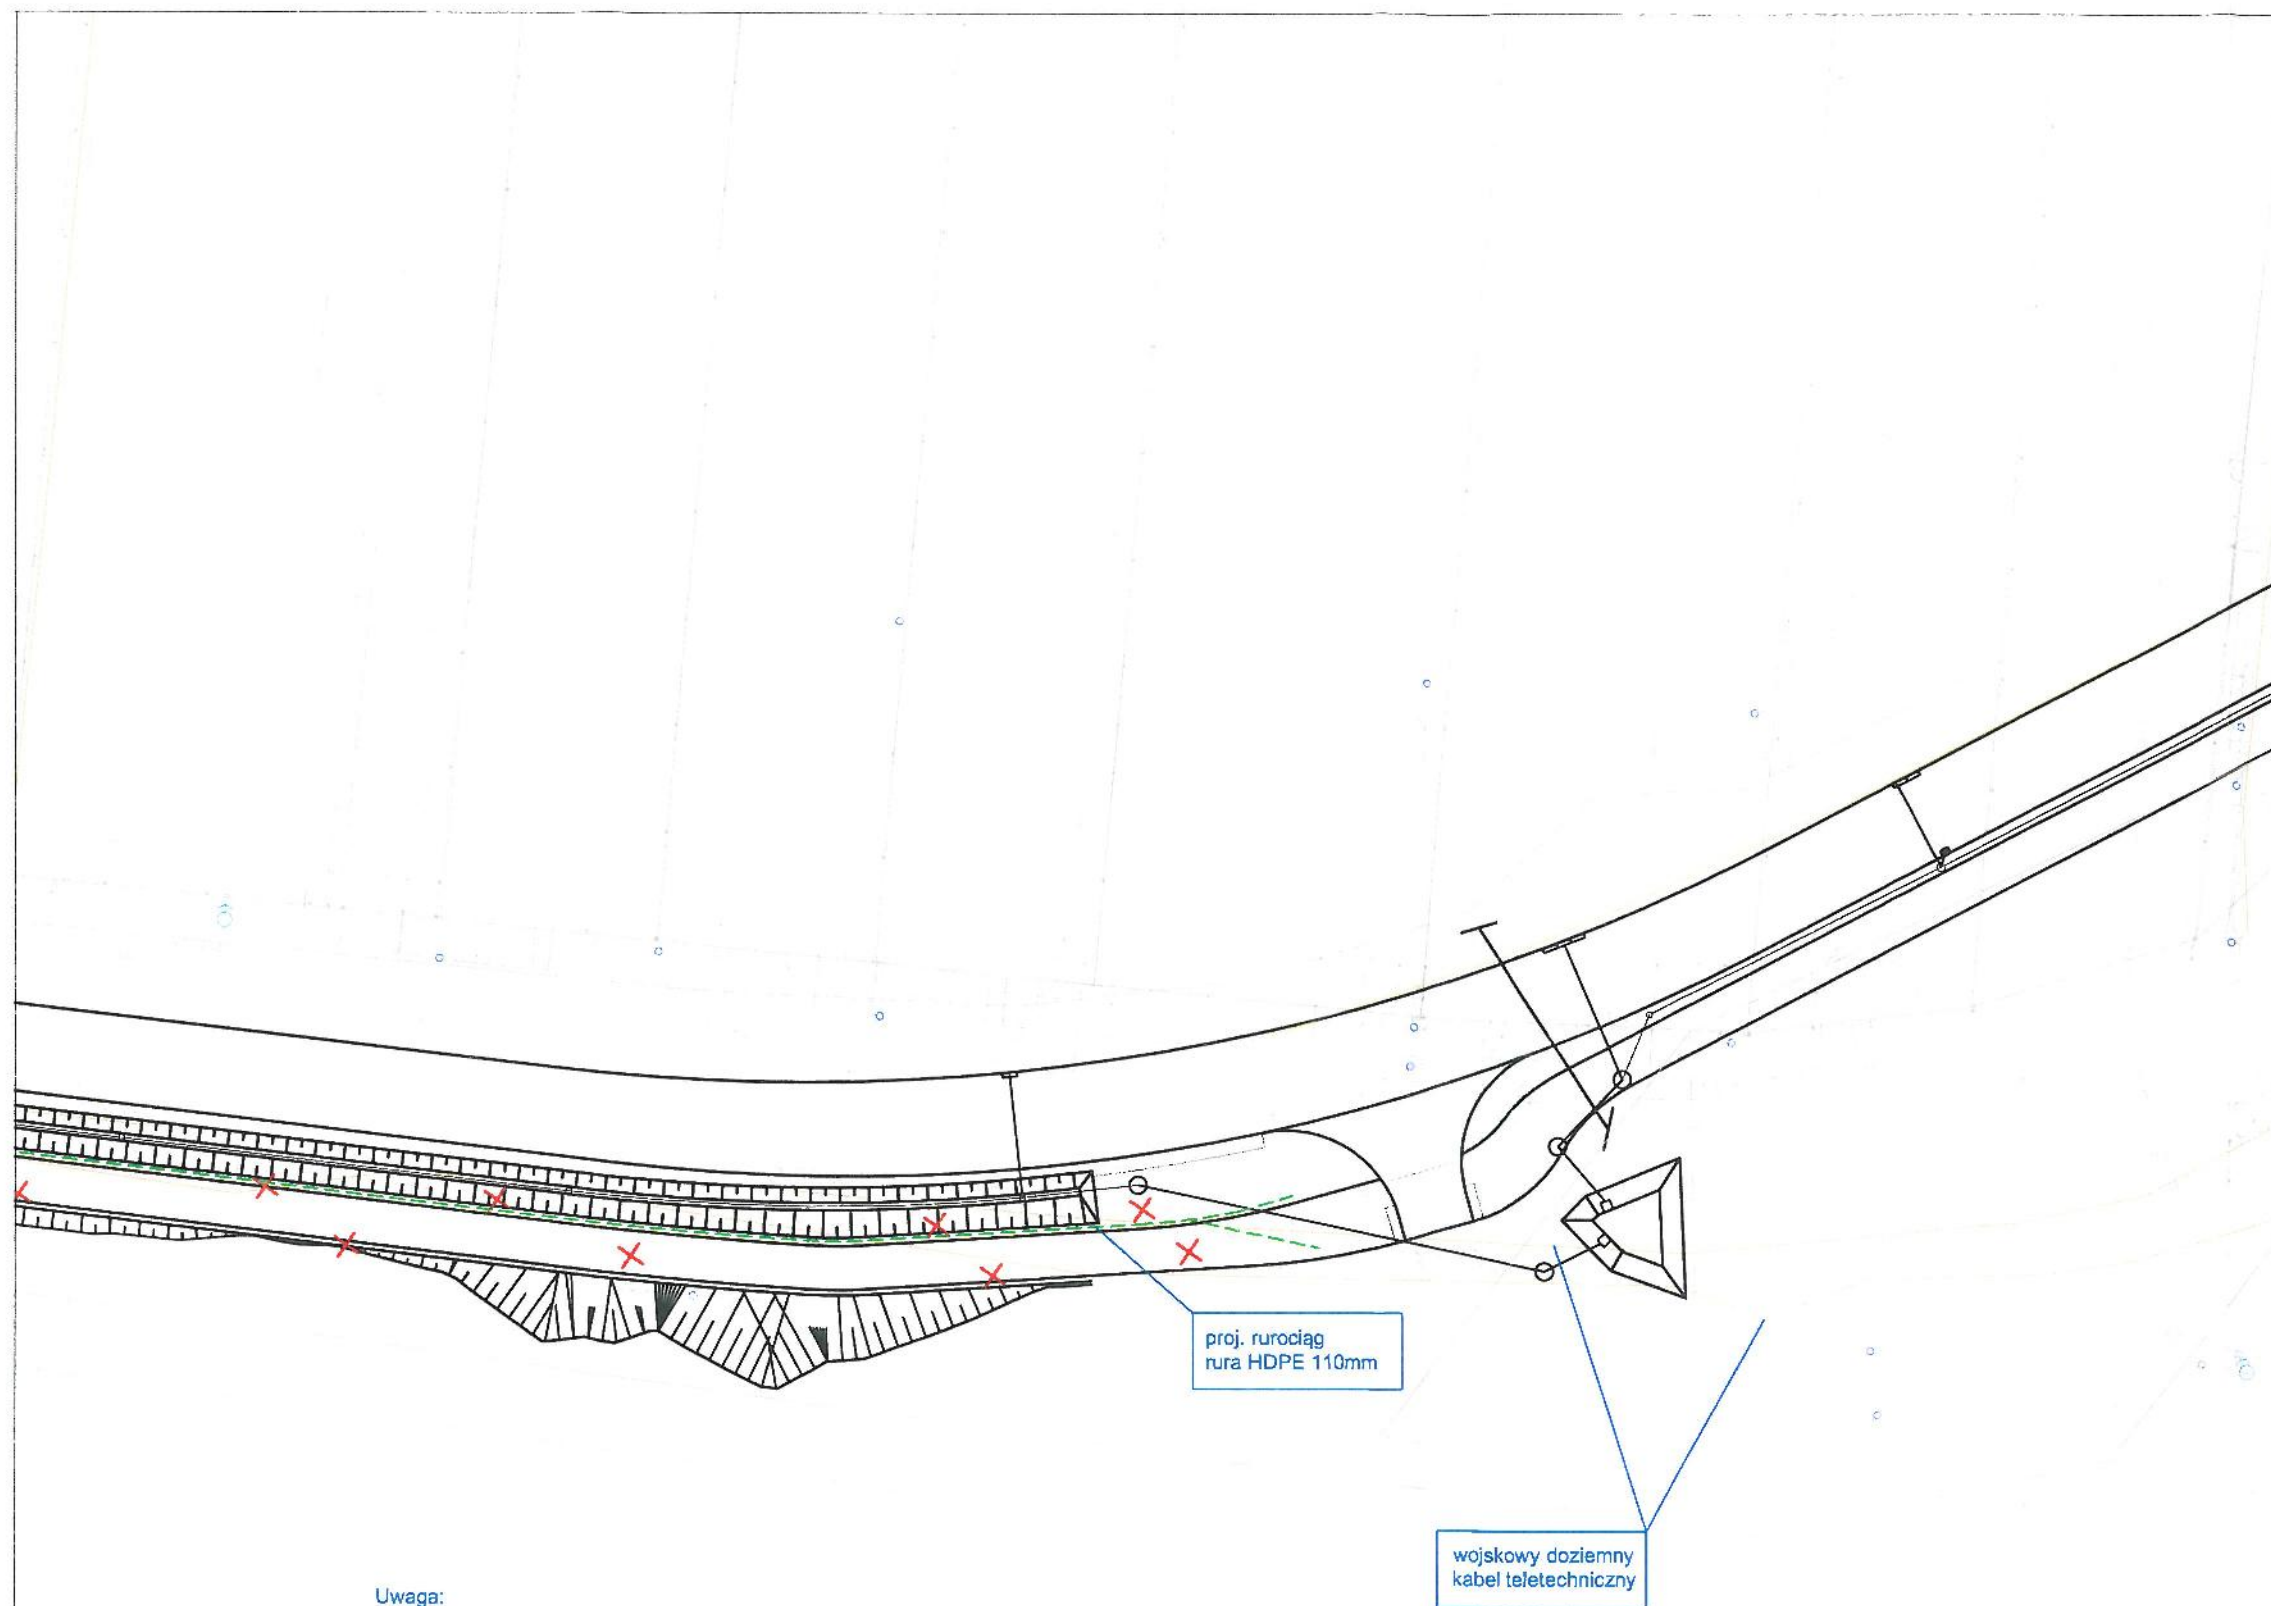 proj. rurociąg
rura HDPE 110mm
wojskowy doziemny
kabel teletechniczny
Uwaga: